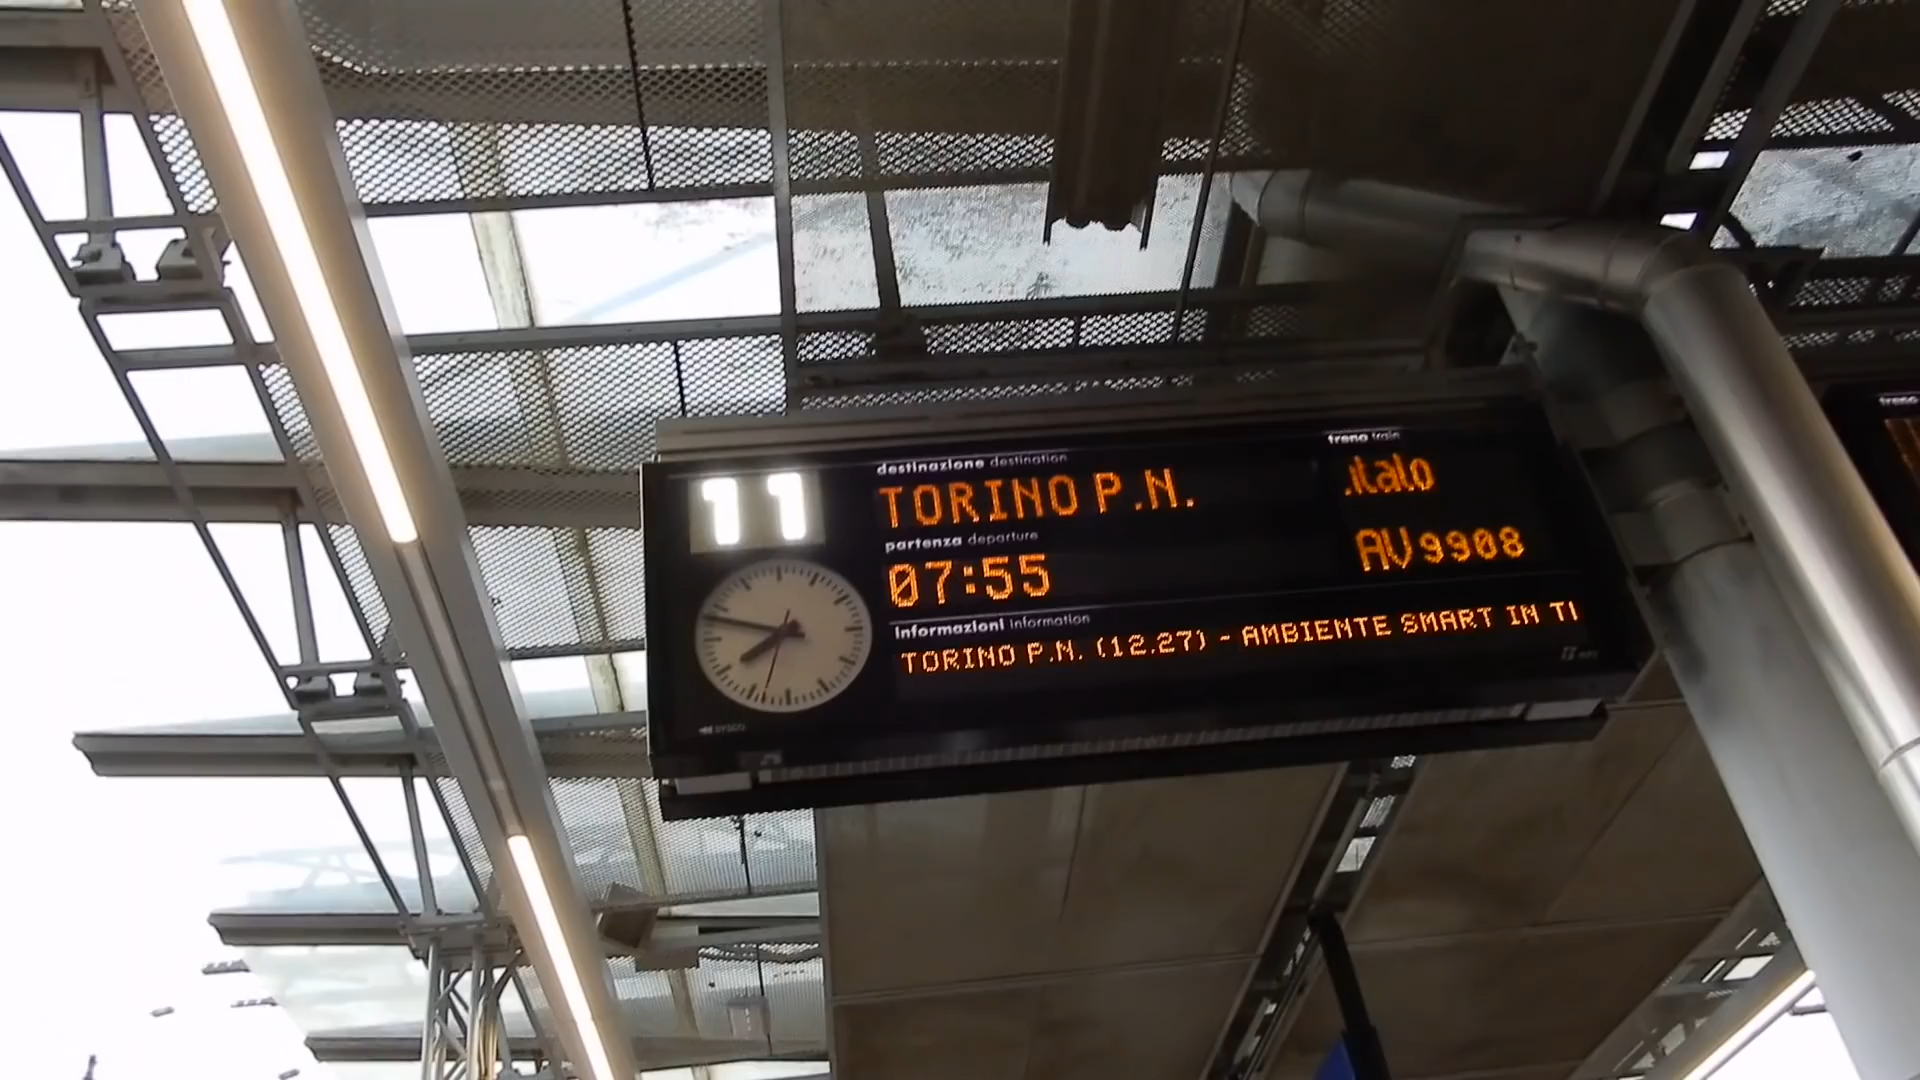 11
destinazione destination
TORINO P.N.
treno train
.italo
AV 9908
partenza departure
07:55
informazioni information
TORINO P.N. (12.27) - AMBIENTE SMART IN TI
treno